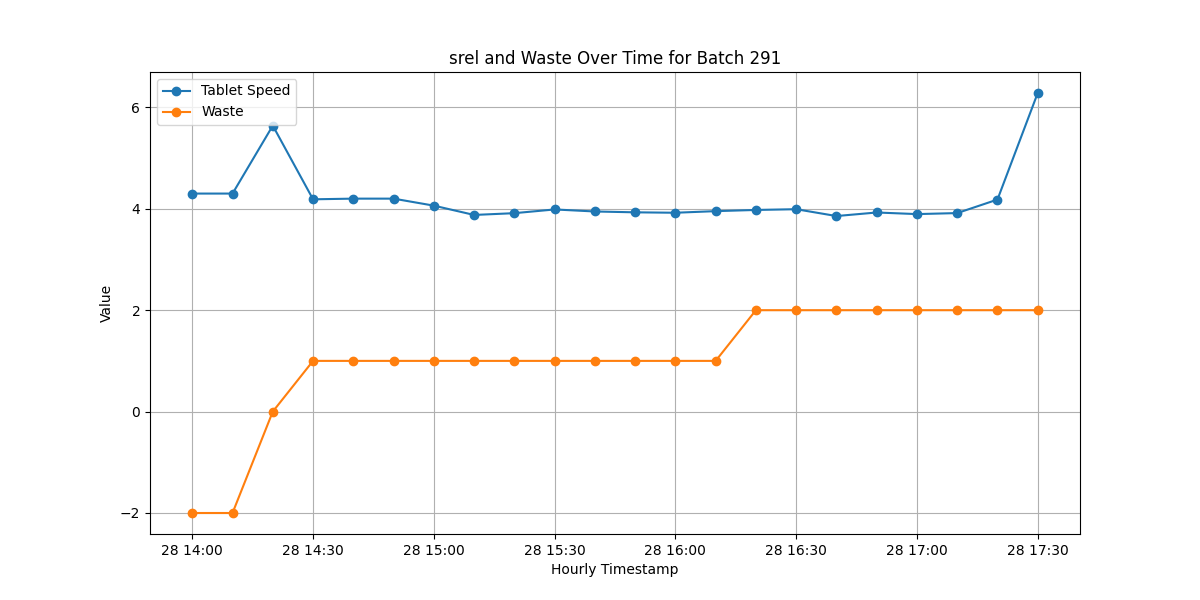 srel and Waste Over Time for Batch 291
Tablet Speed
Waste
Value
6
4
2
0
−2
28 14:00 28 14:30 28 15:00 28 15:30 28 16:00 28 16:30 28 17:00 28 17:30
Hourly Timestamp